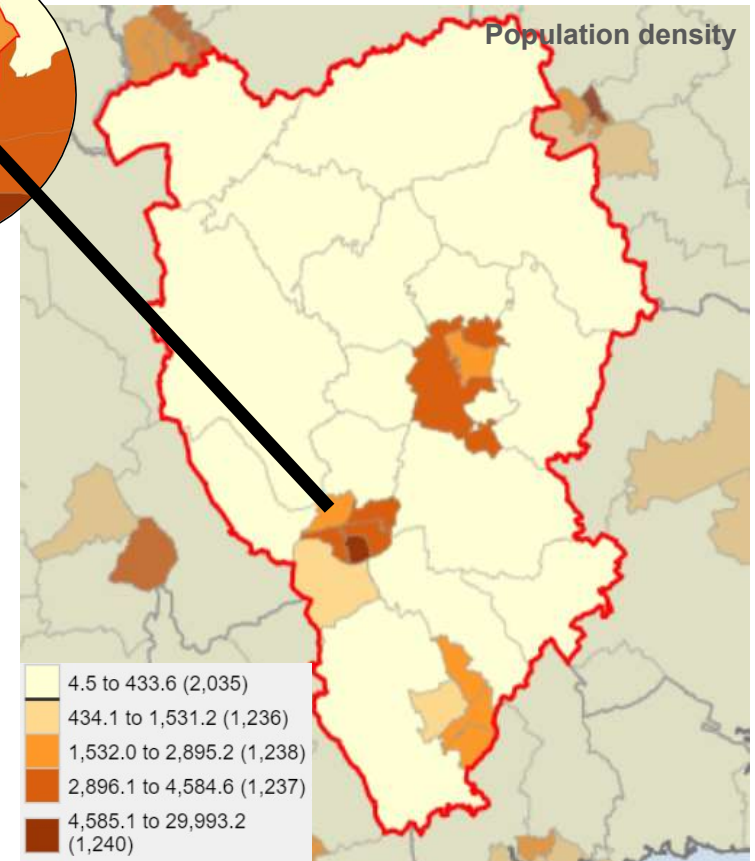 Population density
4.5 to 433.6 (2,035)
434.1 to 1,531.2 (1,236)
1,532.0 to 2,895.2 (1,238)
2,896.1 to 4,584.6 (1,237)
4,585.1 to 29,993.2
(1,240)